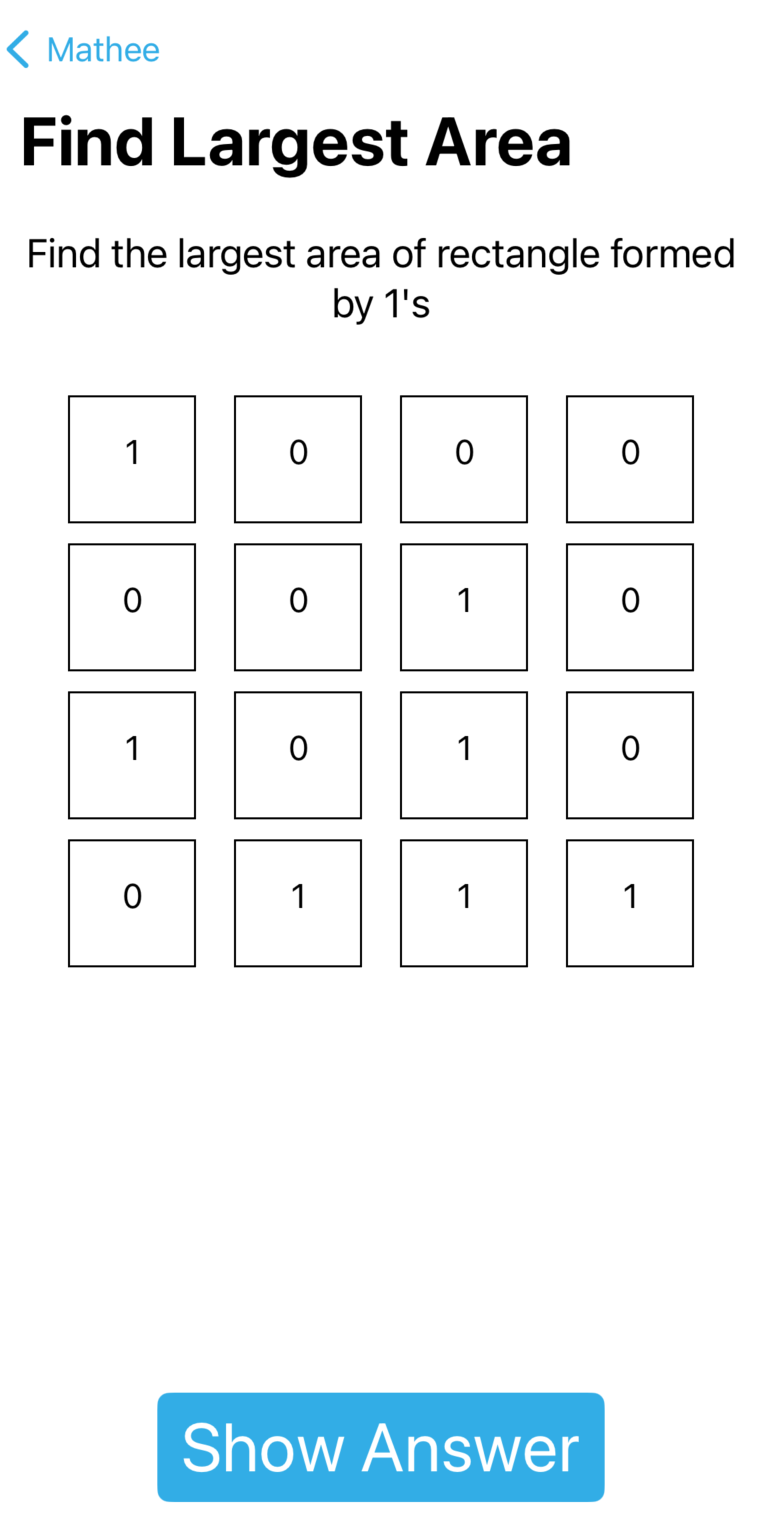 Mathee
Find Largest Area
Find the largest area of rectangle formed
by 1's
1 0 0 0
0 0 1 0
1 0 1 0
0 1 1 1
Show Answer